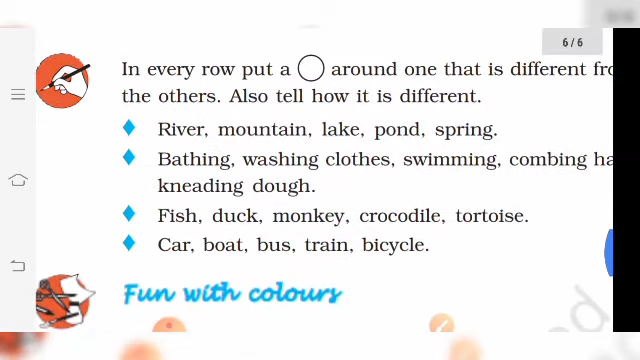 6/6
In every row put a around one that is different
the others. Also tell how it is different.
River, mountain, lake, pond, spring.
Bathing, washing clothes, swimming, combing
kneading dough.
Fish, duck, monkey, crocodile, tortoise.
Car, boat, bus, train, bicycle.
Fun with colours